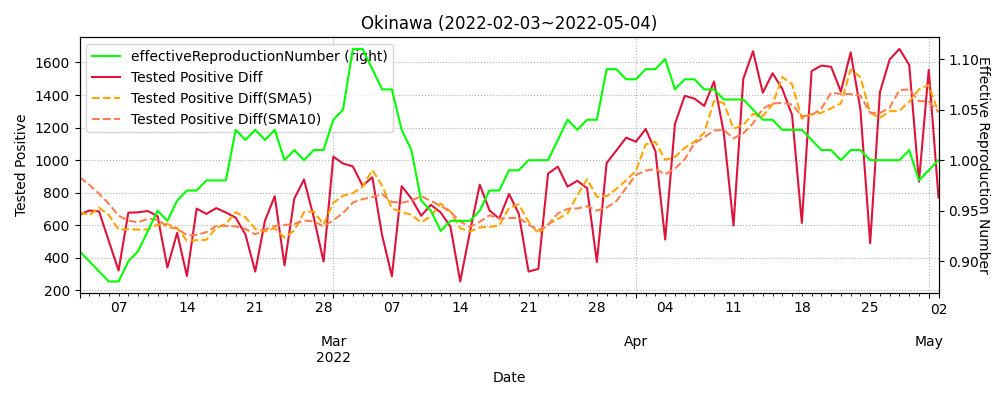 Okinawa (2022-02-03~2022-05-04)
effectiveReproductionNumber (right)
Tested Positive Diff
Tested Positive Diff(SMA5)
Tested Positive Diff(SMA10)
Tested Positive
1600
1400
1200
1000
800
600
400
200
1.10
1.05
1.00
0.95
0.90
Effective Reproduction Number
07 14 21 28 07 14 21 28 04 11 18 25 02
Mar Apr May
2022
Date